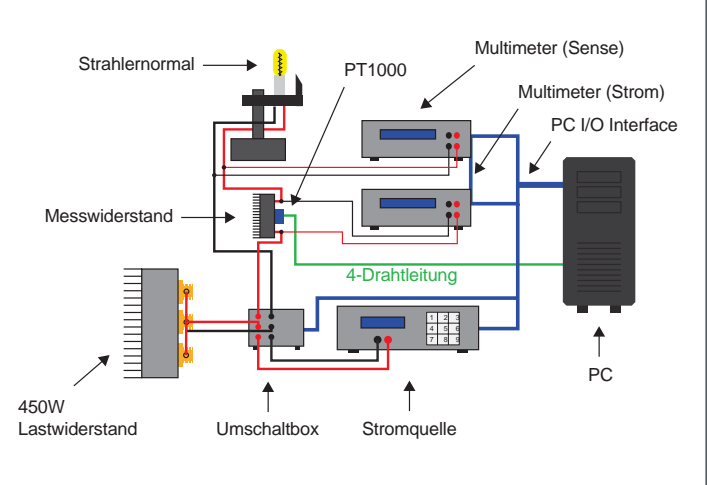 Multimeter (Sense)
Strahlernormal
PT1000
Multimeter (Strom)
PC I/O Interface
Messwiderstand
4-Drahtleitung
1 2 3
4 5 6
7 8 9
PC
450W
Lastwiderstand
Umschaltbox
Stromquelle